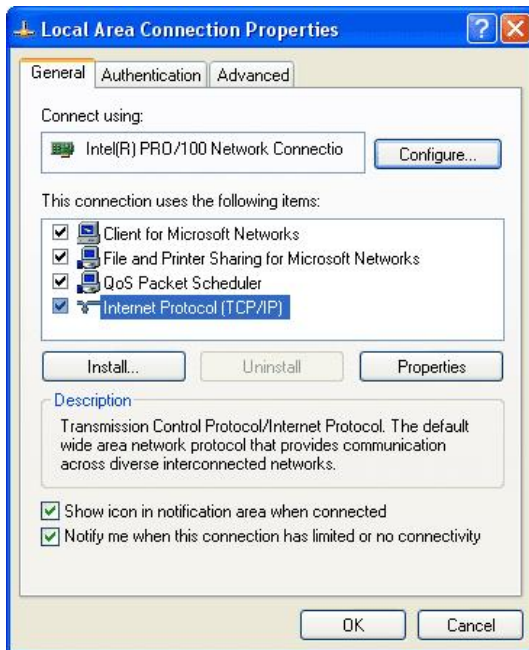 Local Area Connection Properties
General
Authentication
Advanced
Connect using:
Intel(R) PRO/100 Network Connectio
Configure...
This connection uses the following items:
Client for Microsoft Networks
File and Printer Sharing for Microsoft Networks
QoS Packet Scheduler
Internet Protocol (TCP/IP)
Install...
Uninstall
Properties
Description
Transmission Control Protocol/Internet Protocol. The default
wide area network protocol that provides communication
across diverse interconnected networks.
Show icon in notification area when connected
Notify me when this connection has limited or no connectivity
OK
Cancel